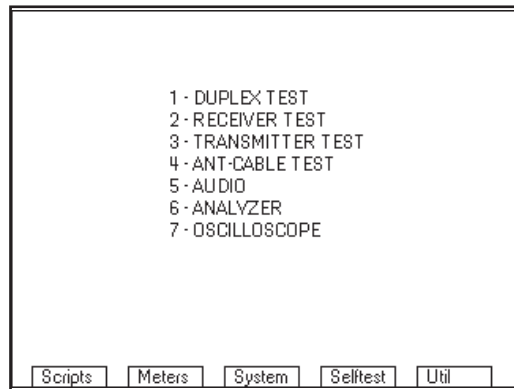 1 - DUPLEX TEST
2 - RECEIVER TEST
3 - TRANSMITTER TEST
4 - ANT-CABLE TEST
5 - AUDIO
6 - ANALYZER
7 - OSCILLOSCOPE
Scripts Meters System Selftest Util